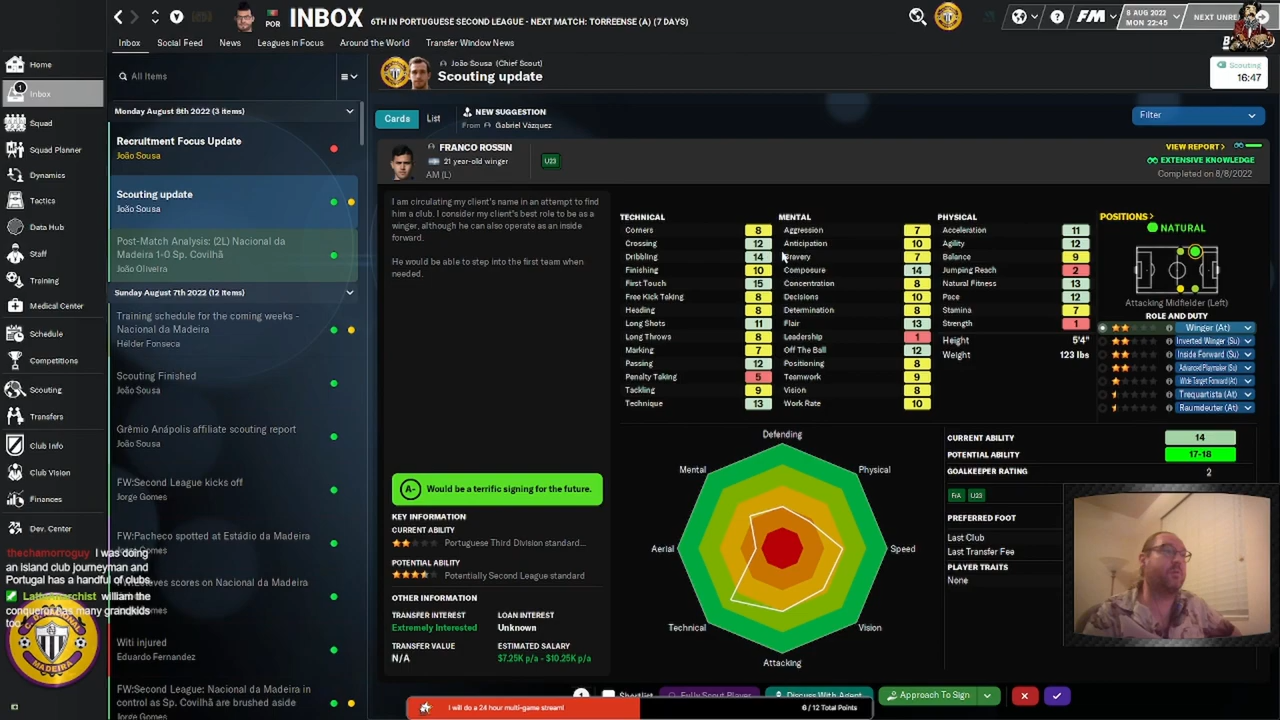 POR
INBOX
6TH IN PORTUGUESE SECOND LEAGUE - NEXT MATCH: TORREENSE (A) (7 DAYS)
FM
8 AUG 2022
MON 22:45
Inbox
Social Feed
News
Leagues in Focus
Around the World
Transfer Window News
Home
Inbox
Squad
Squad Planner
Dynamics
Tactics
Data Hub
Staff
Training
Medical Center
Schedule
Competitions
Scouting
Transfers
Club Info
Club Vision
Finances
Dev. Center
All Items
Monday August 8th 2022 (3 items)
Recruitment Focus Update
João Sousa
Scouting update
João Sousa
Post-Match Analysis: (2L) Nacional da
Madeira 1-0 Sp. Covilhã
João Oliveira
Sunday August 7th 2022 (12 items)
Training schedule for the coming weeks -
Nacional da Madeira
Hélder Fonseca
Scouting Finished
João Sousa
Grêmio Anápolis affiliate scouting report
João Sousa
FW:Second League kicks off
Jorge Gomes
FW:Pacheco spotted at Estádio da Madeira
scores on Nacional da Madeira
Witi injured
Eduardo Fernandez
FW:Second League: Nacional da Madeira in
control as Sp. Covilhã are brushed aside
Jorge Gomes
thechamorroguy I was doing
an island club journeyman and
Portugal has a handful of clubs
william the
conqueror has many grandkids
too
MADEIRA
João Sousa (Chief Scout)
Scouting update
Scouting
16:47
Cards
List
NEW SUGGESTION
From Gabriel Vázquez
Filter
FRANCO ROSSIN
21 year-old winger
AM (L)
U23
VIEW REPORT>
EXTENSIVE KNOWLEDGE
Completed on 8/8/2022
I am circulating my client's name in an attempt to find
him a club. I consider my client's best role to be as a
winger, although he can also operate as an inside
forward.
He would be able to step into the first team when
needed.
A- Would be a terrific signing for the future.
KEY INFORMATION
CURRENT ABILITY
Portuguese Third Division standard...
POTENTIAL ABILITY
Potentially Second League standard
OTHER INFORMATION
TRANSFER INTEREST
Extremely Interested
LOAN INTEREST
Unknown
TRANSFER VALUE
N/A
ESTIMATED SALARY
$7.25K p/a - $10.25K p/a
TECHNICAL
Corners 8
Crossing 12
Dribbling 14
Finishing 10
First Touch 15
Free Kick Taking 8
Heading 8
Long Shots 11
Long Throws 8
Marking 7
Passing 12
Penalty Taking 5
Tackling 9
Technique 13
MENTAL
Aggression 7
Anticipation 10
Bravery 7
Composure 14
Concentration 8
Decisions 10
Determination 8
Flair 13
Leadership 1
Off The Ball 12
Positioning 8
Teamwork 9
Vision 8
Work Rate 10
PHYSICAL
Acceleration 11
Agility 12
Balance 9
Jumping Reach 2
Natural Fitness 13
Pace 12
Stamina 7
Strength 1
Height 5'4"
Weight 123 lbs
POSITIONS>
NATURAL
Attacking Midfielder (Left)
ROLE AND DUTY
Winger (At)
Inverted Winger (Su)
Inside Forward (Su)
Advanced Playmaker (Su)
Wide Target Forward (At)
Trequartista (At)
Raumdeuter (At)
Defending
Physical
Speed
Vision
Attacking
Technical
Aerial
Mental
CURRENT ABILITY 14
POTENTIAL ABILITY 17-18
GOALKEEPER RATING 2
FrA U23
PREFERRED FOOT
Last Club
Last Transfer Fee
PLAYER TRAITS
None
Shortlist
Fully Scout Player
Discuss With Agent
Approach To Sign
I will do a 24 hour multi-game stream!
6 / 12 Total Points